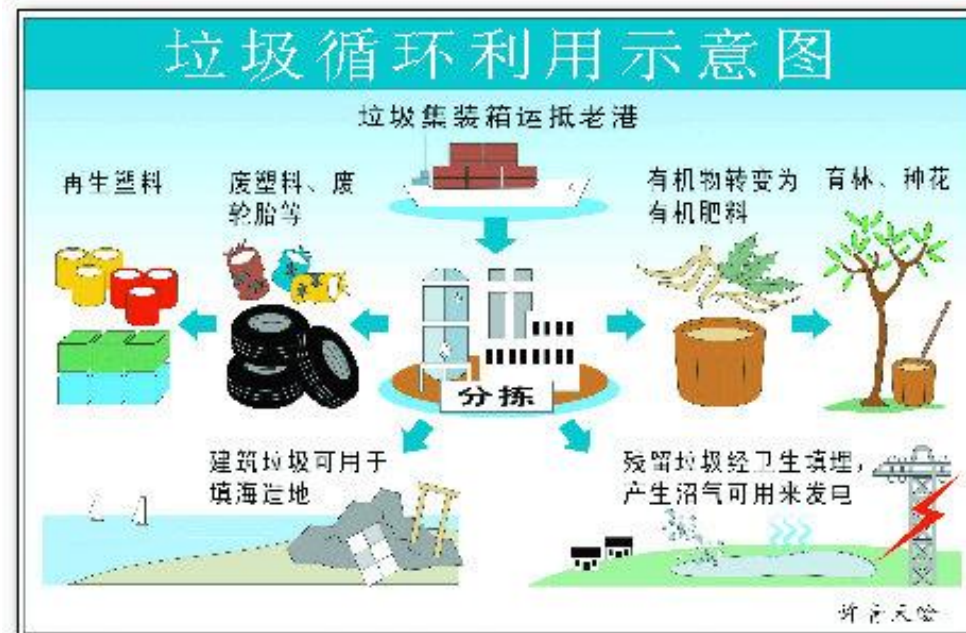 垃圾循环利用示意图
垃圾集装箱运抵老港
再生塑料
废塑料、废
轮胎等
有机物转变为
有机肥料
育林、种花
分拣
建筑垃圾可用于
填海造地
残留垃圾经卫生填埋,
产生沼气可用来发电